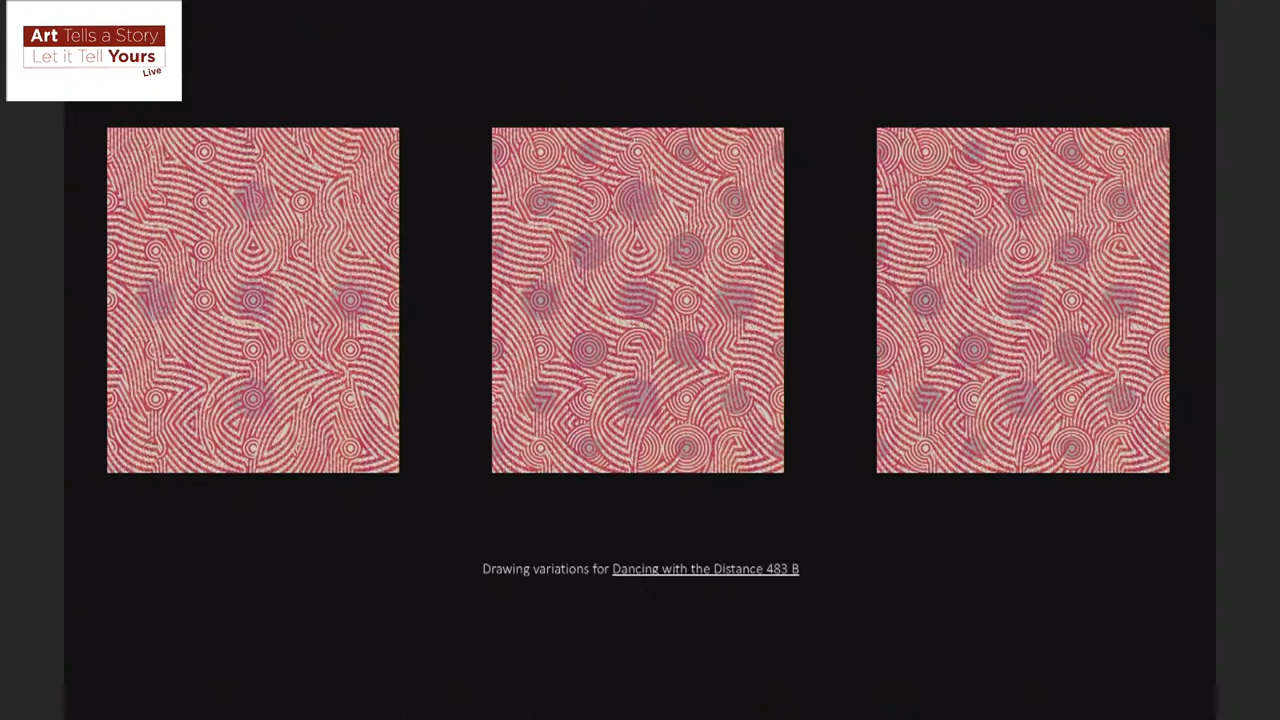 Art Tells a Story
Let it Tell Yours
Live
Drawing variations for Dancing with the Distance 483 B